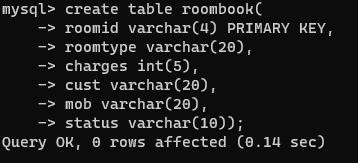 mysql> create table roombook(
    -> roomid varchar(4) PRIMARY KEY,
    -> roomtype varchar(20),
    -> charges int(5),
    -> cust varchar(20),
    -> mob varchar(20),
    -> status varchar(10));
Query OK, 0 rows affected (0.14 sec)